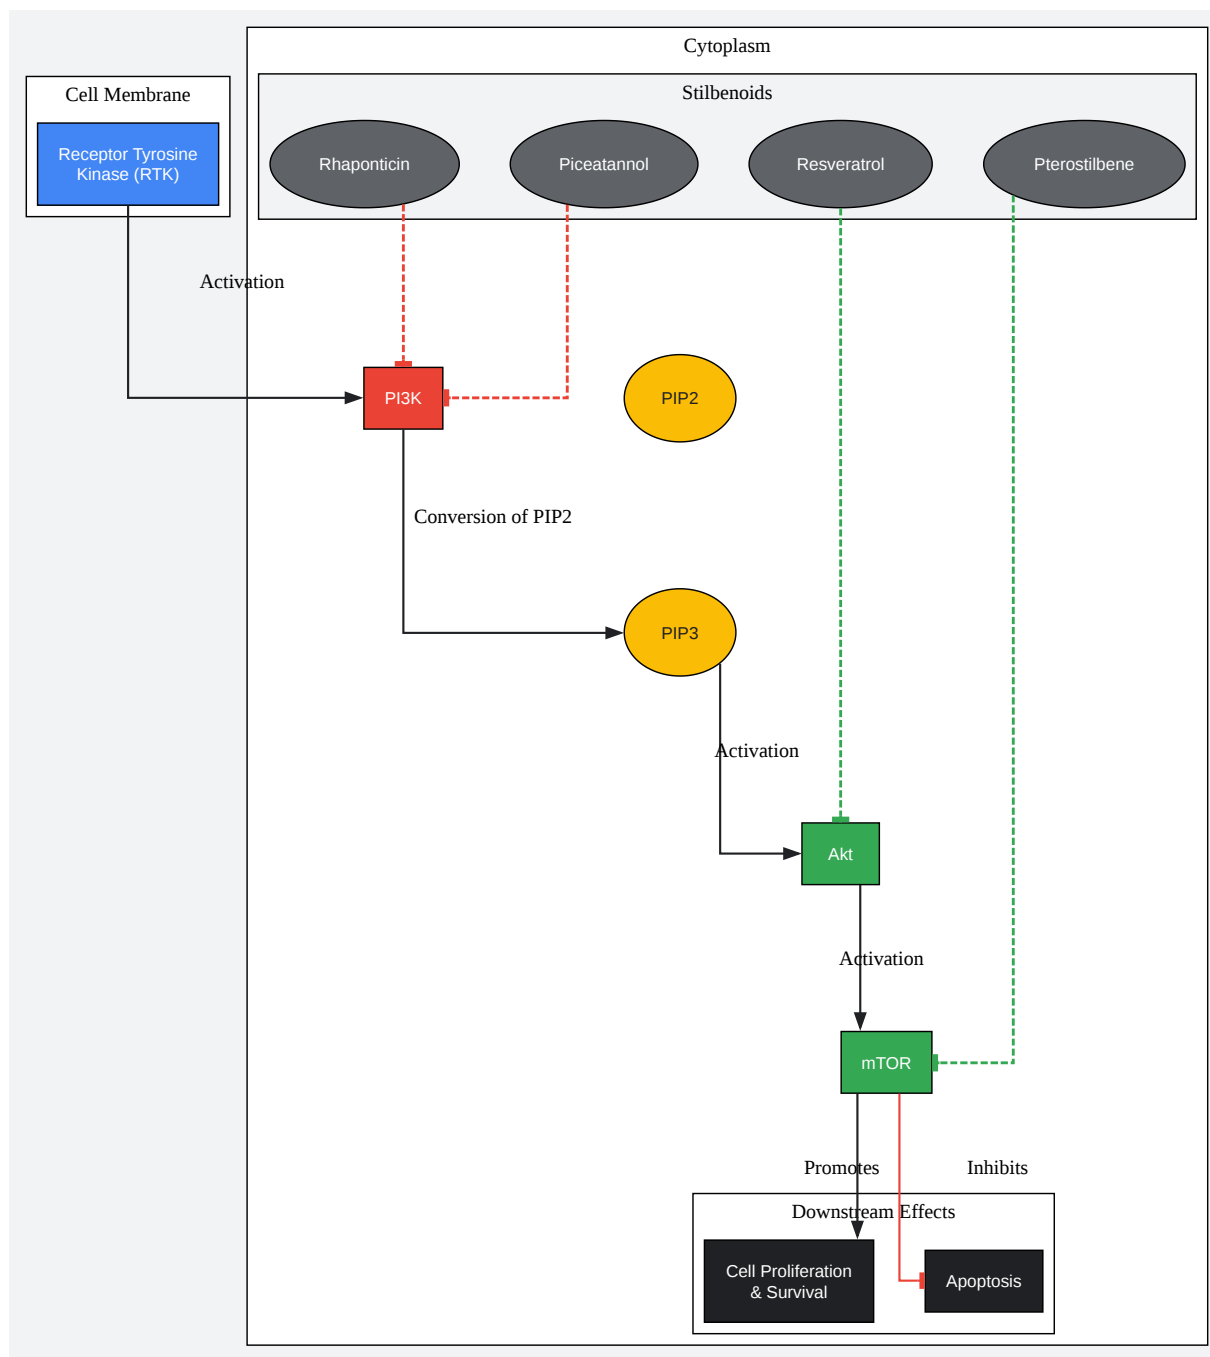 Cytoplasm
Cell Membrane
Stilbenoids
Receptor Tyrosine
Kinase (RTK)
Rhaponticin
Piceatannol
Resveratrol
Pterostilbene
Activation
PI3K
PIP2
Conversion of PIP2
PIP3
Activation
Akt
Activation
mTOR
Promotes
Inhibits
Downstream Effects
Cell Proliferation
& Survival
Apoptosis